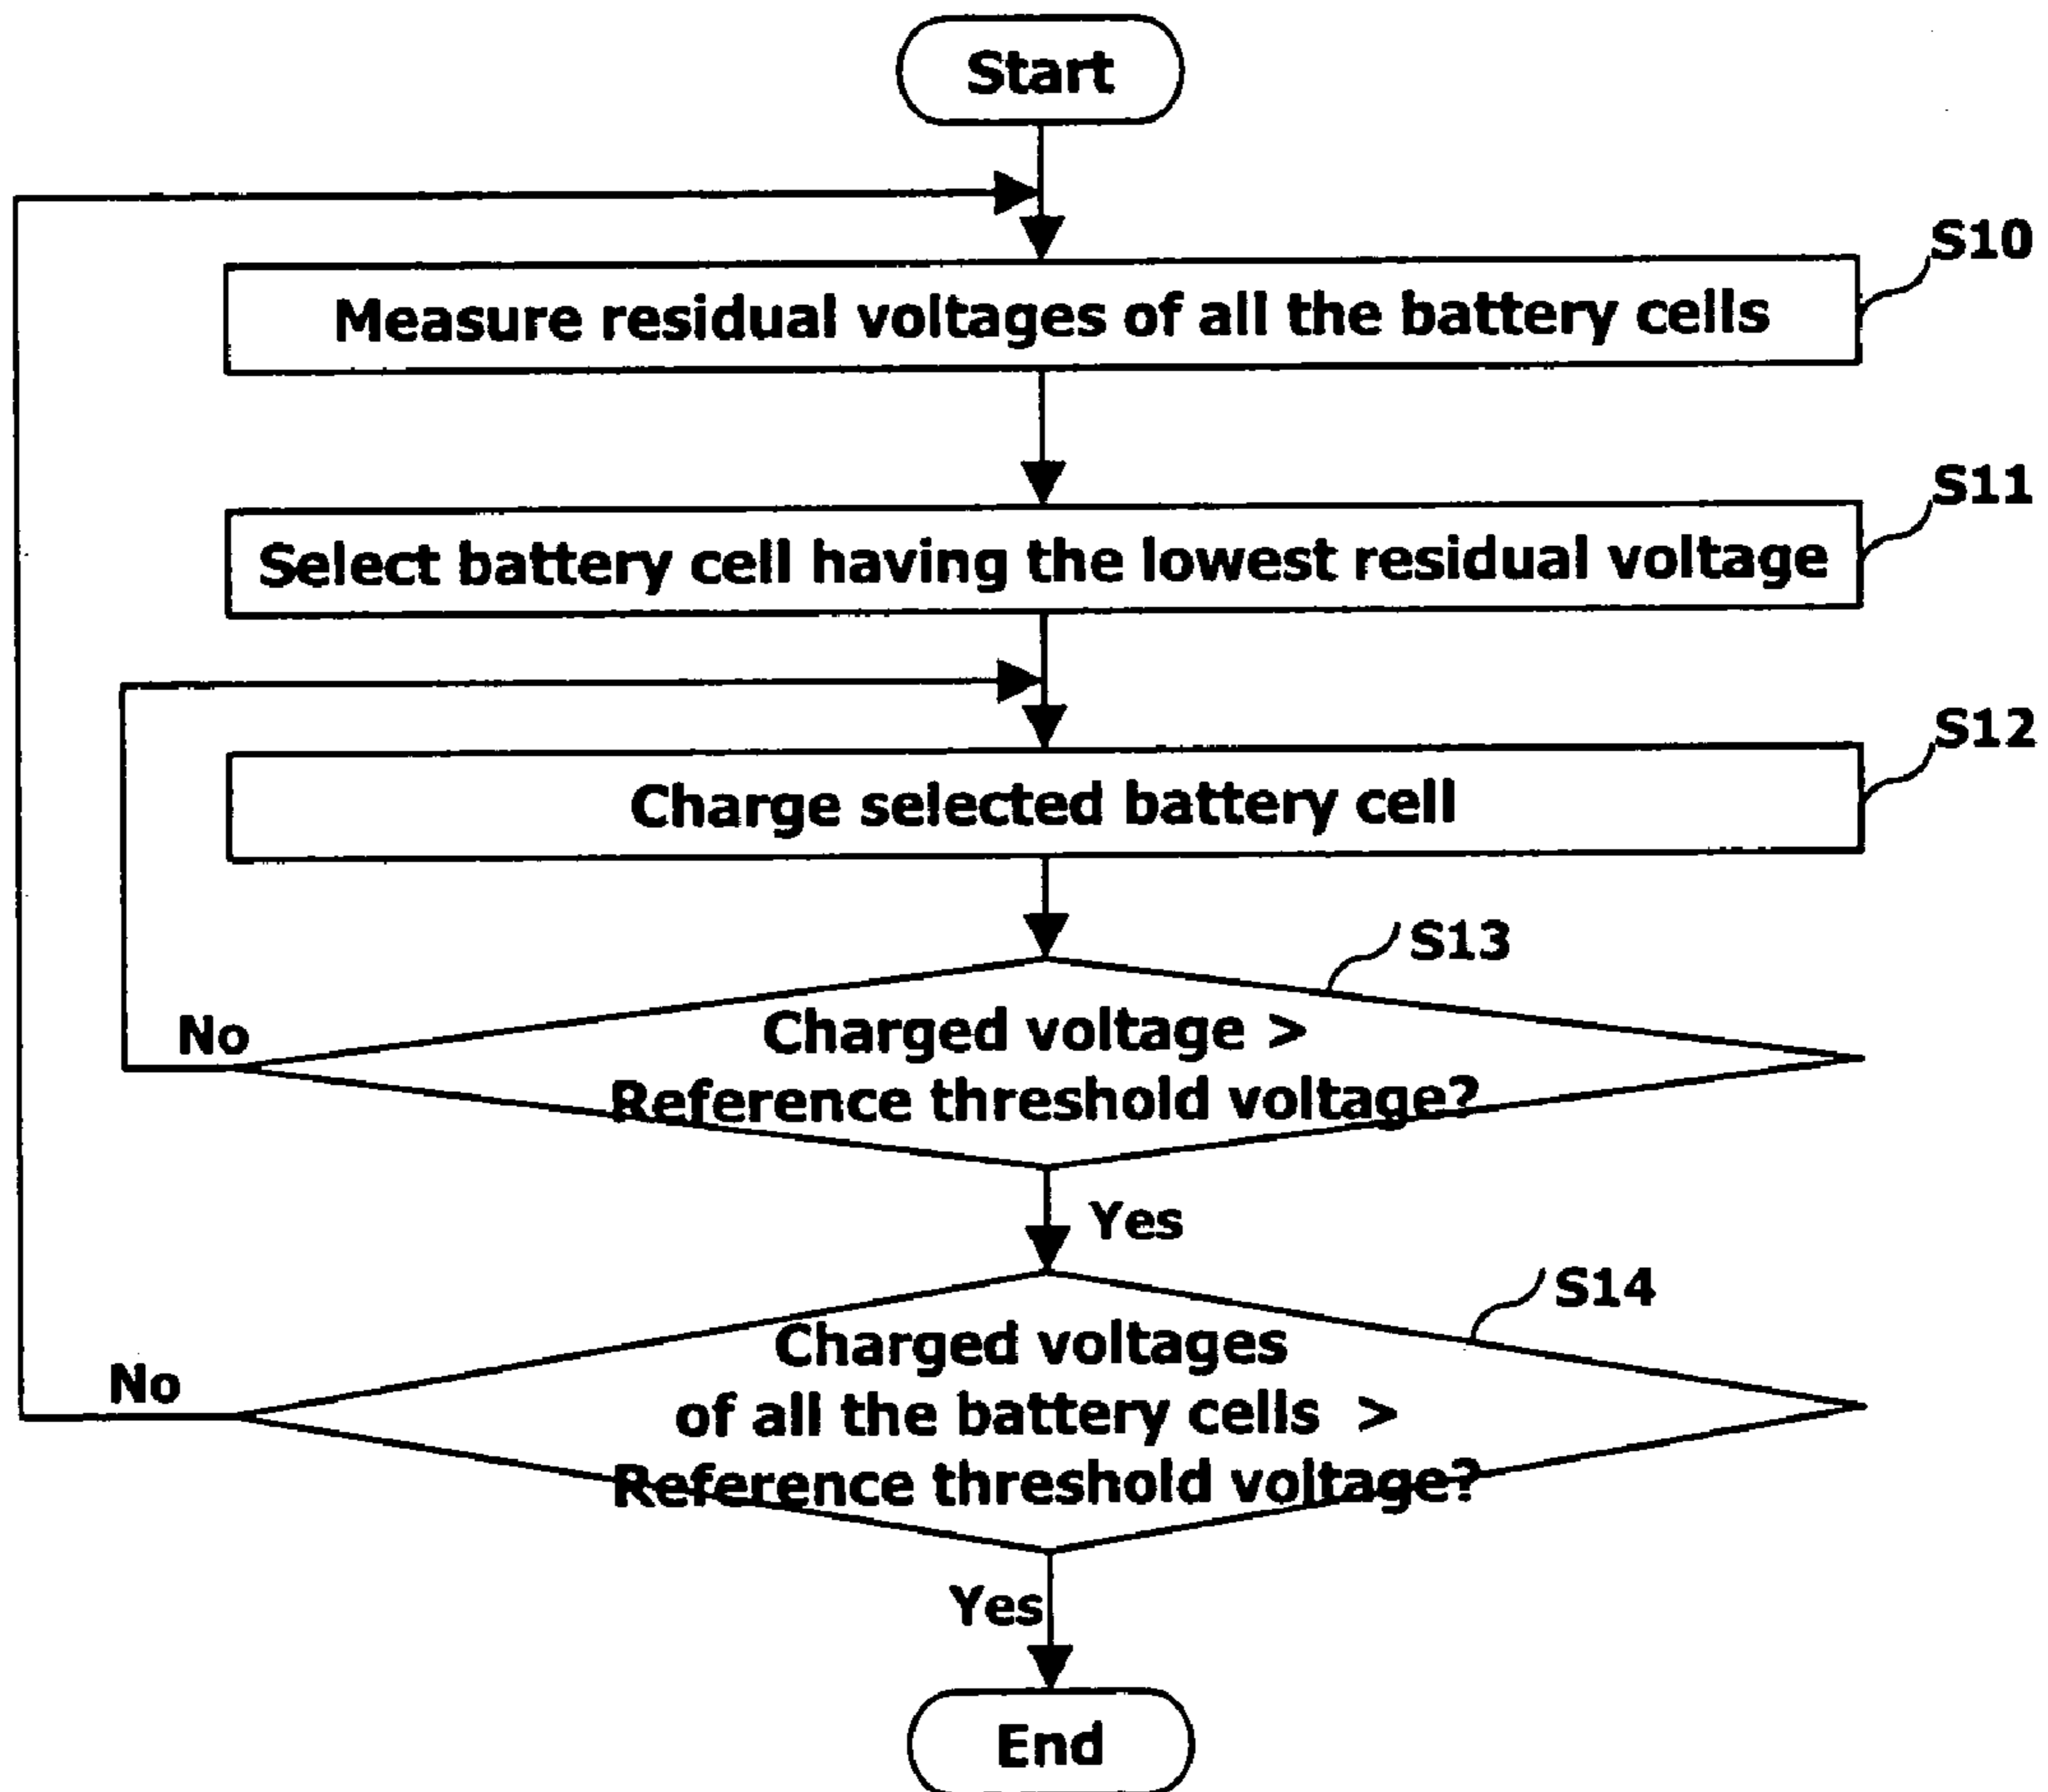 Start
S10
Measure residual voltages of all the battery cells
S11
Select battery cell having the lowest residual voltage
S12
Charge selected battery cell
S13
No
Charged voltage >
Reference threshold voltage?
Yes
S14
Charged voltages
No
of all the battery cells >
Reference threshold voltage?
Yes
End